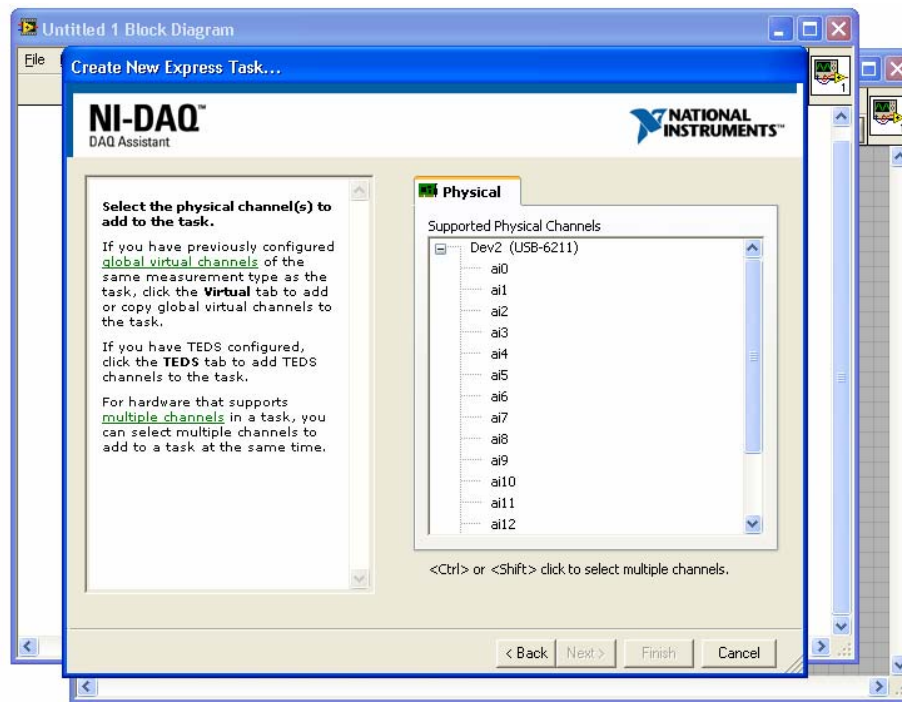 Untitled 1 Block Diagram
File
Create New Express Task...
1
1
NI-DAQ™
DAQ Assistant
NATIONAL
INSTRUMENTS™
Select the physical channel(s) to
add to the task.
If you have previously configured
global virtual channels of the
same measurement type as the
task, click the Virtual tab to add
or copy global virtual channels to
the task.
If you have TEDS configured,
click the TEDS tab to add TEDS
channels to the task.
For hardware that supports
multiple channels in a task, you
can select multiple channels to
add to a task at the same time.
Physical
Supported Physical Channels
Dev2 (USB-6211)
ai0
ai1
ai2
ai3
ai4
ai5
ai6
ai7
ai8
ai9
ai10
ai11
ai12
<Ctrl> or <Shift> click to select multiple channels.
< Back Next > Finish Cancel